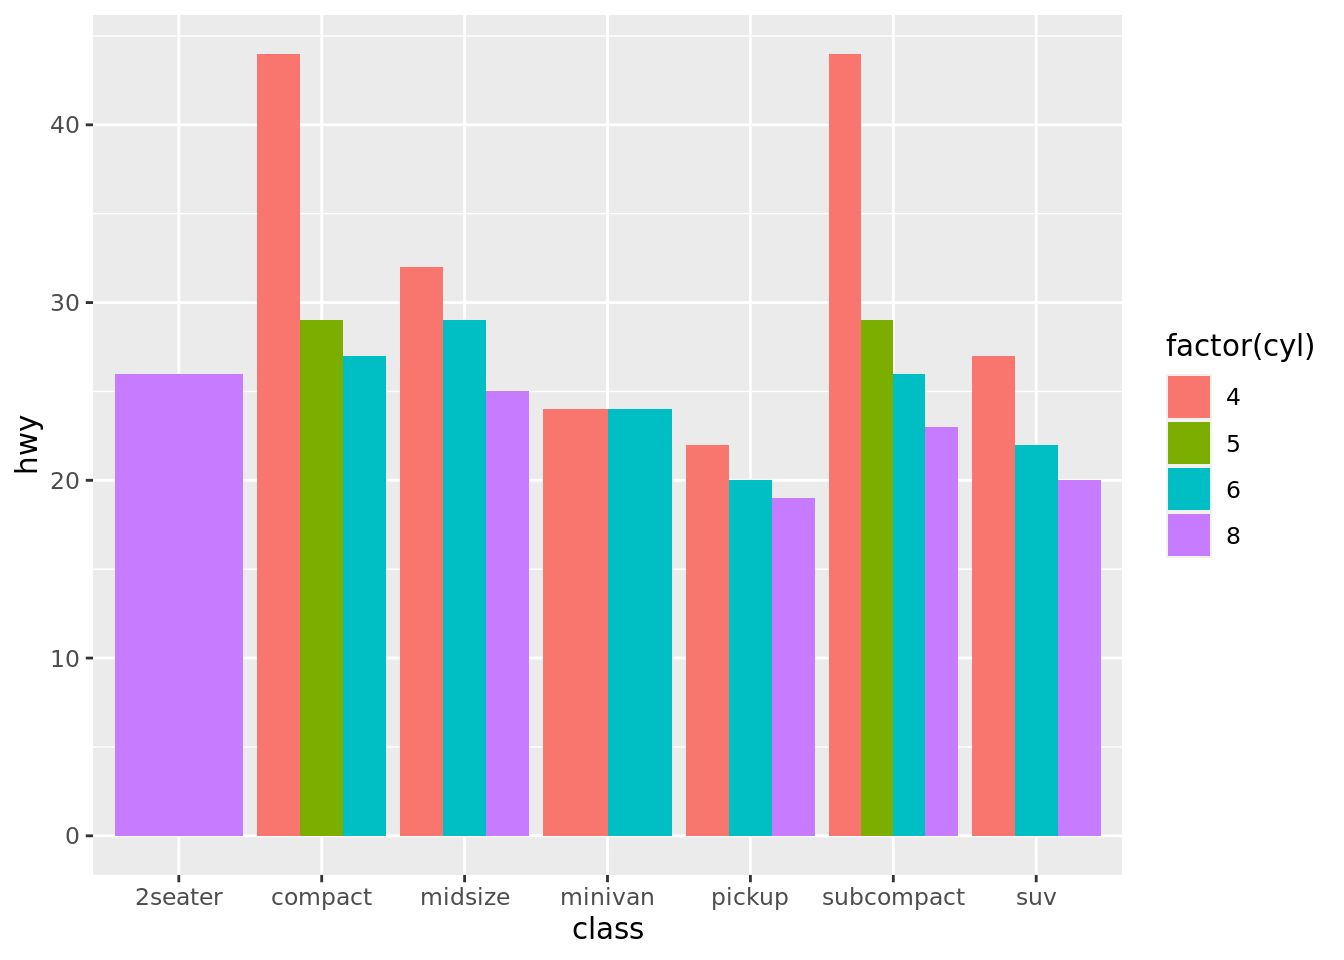 hwy
40
30
20
10
0
2seater compact midsize minivan pickup subcompact suv
class
factor(cyl)
4
5
6
8